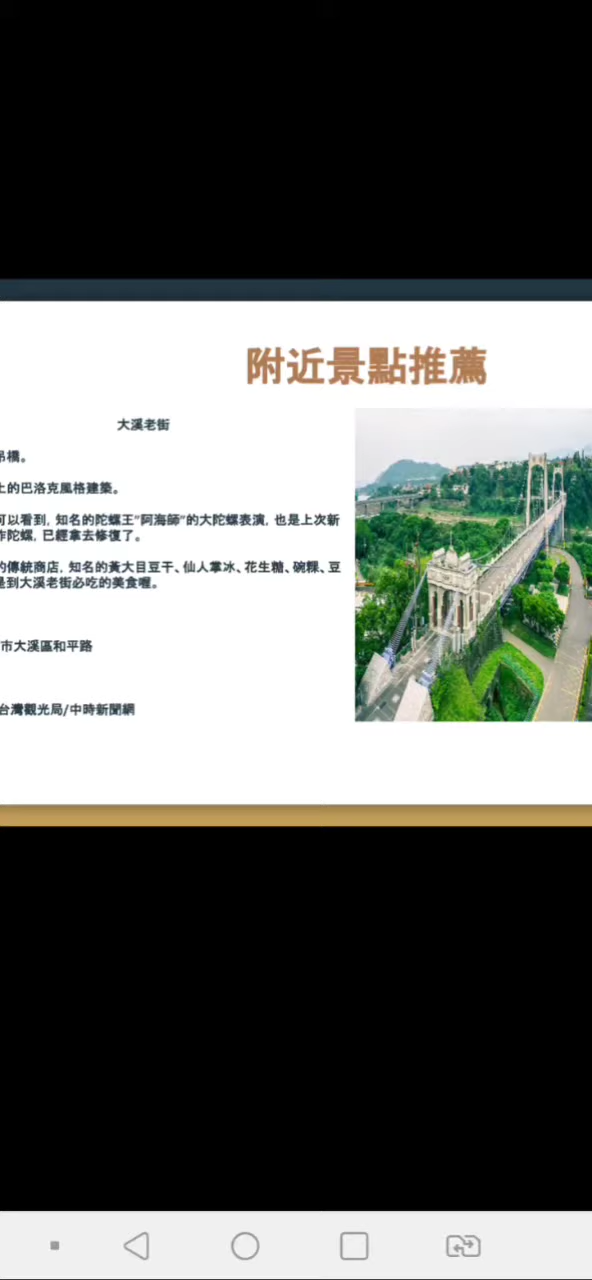 附近景點推薦
大溪老街
吊橋。
上的巴洛克風格建築。
可以看到, 知名的陀螺王"阿海師"的大陀螺表演, 也是上次新
作陀螺, 已經拿去修復了。
的傳統商店, 知名的黃大目豆干、仙人掌冰、花生糖、碗粿、豆
是到大溪老街必吃的美食喔。
市大溪區和平路
台灣觀光局/中時新聞網